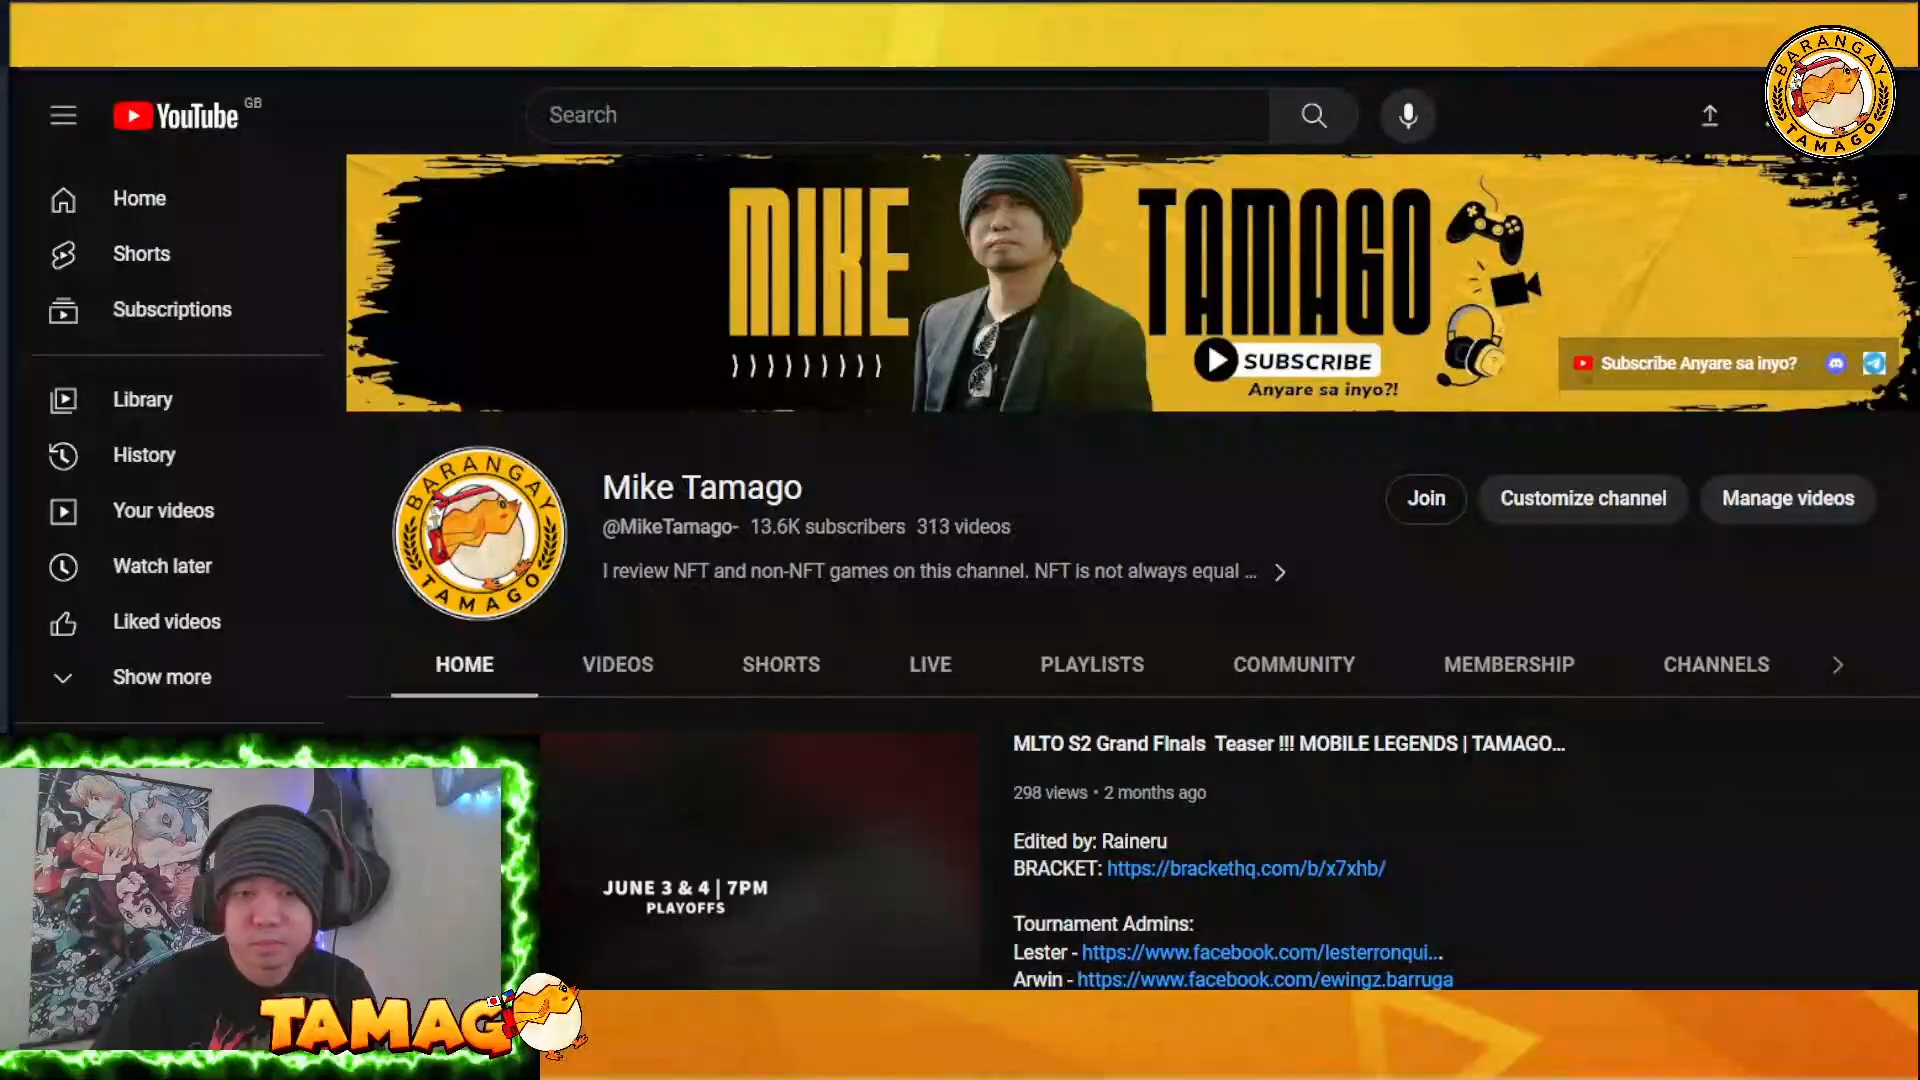 BARANGAY
TAMAGO
YouTube GB
Search
Home
Shorts
Subscriptions
Library
History
Your videos
Watch later
Liked videos
Show more
MIKE TAMAGO
SUBSCRIBE
Anyare sa inyo?!
Subscribe Anyare sa inyo?
BARANGAY
TAMAGO
Mike Tamago
@MikeTamago- 13.6K subscribers 313 videos
I review NFT and non-NFT games on this channel. NFT is not always equal ...
Join
Customize channel
Manage videos
HOME VIDEOS SHORTS LIVE PLAYLISTS COMMUNITY MEMBERSHIP CHANNELS
JUNE 3 & 4 | 7PM
PLAYOFFS
MLTO S2 Grand FInals Teaser !!! MOBILE LEGENDS | TAMAGO...
298 views • 2 months ago
Edited by: Raineru
BRACKET: https://brackethq.com/b/x7xhb/
Tournament Admins:
Lester - https://www.facebook.com/lesterronqui...
Arwin - https://www.facebook.com/ewingz.barruga
TAMAGO